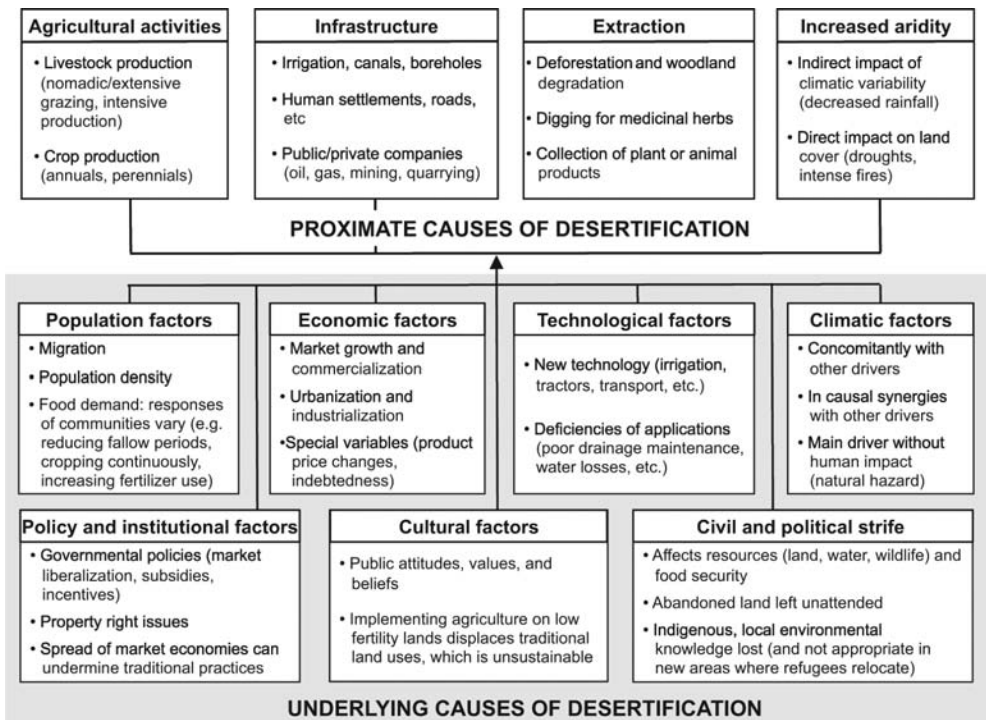 Agricultural activities
• Livestock production
(nomadic/extensive
grazing, intensive
production)
• Crop production
(annuals, perennials)
Infrastructure
• Irrigation, canals, boreholes
• Human settlements, roads,
etc
• Public/private companies
(oil, gas, mining, quarrying)
Extraction
• Deforestation and woodland
degradation
• Digging for medicinal herbs
• Collection of plant or animal
products
Increased aridity
• Indirect impact of
climatic variability
(decreased rainfall)
• Direct impact on land
cover (droughts,
intense fires)
PROXIMATE CAUSES OF DESERTIFICATION
Population factors
• Migration
• Population density
• Food demand: responses
of communities vary (e.g.
reducing fallow periods,
cropping continuously,
increasing fertilizer use)
Economic factors
• Market growth and
commercialization
• Urbanization and
industrialization
•Special variables (product
price changes,
indebtedness)
Technological factors
• New technology (irrigation,
tractors, transport, etc.)
• Deficiencies of applications
(poor drainage maintenance,
water losses, etc.)
Climatic factors
• Concomitantly with
other drivers
• In causal synergies
with other drivers
• Main driver without
human impact
(natural hazard)
Policy and institutional factors
• Governmental policies (market
liberalization, subsidies,
incentives)
• Property right issues
• Spread of market economies can
undermine traditional practices
Cultural factors
• Public attitudes, values, and
beliefs
• Implementing agriculture on low
fertility lands displaces traditional
land uses, which is unsustainable
Civil and political strife
• Affects resources (land, water, wildlife) and
food security
• Abandoned land left unattended
• Indigenous, local environmental
knowledge lost (and not appropriate in
new areas where refugees relocate)
UNDERLYING CAUSES OF DESERTIFICATION